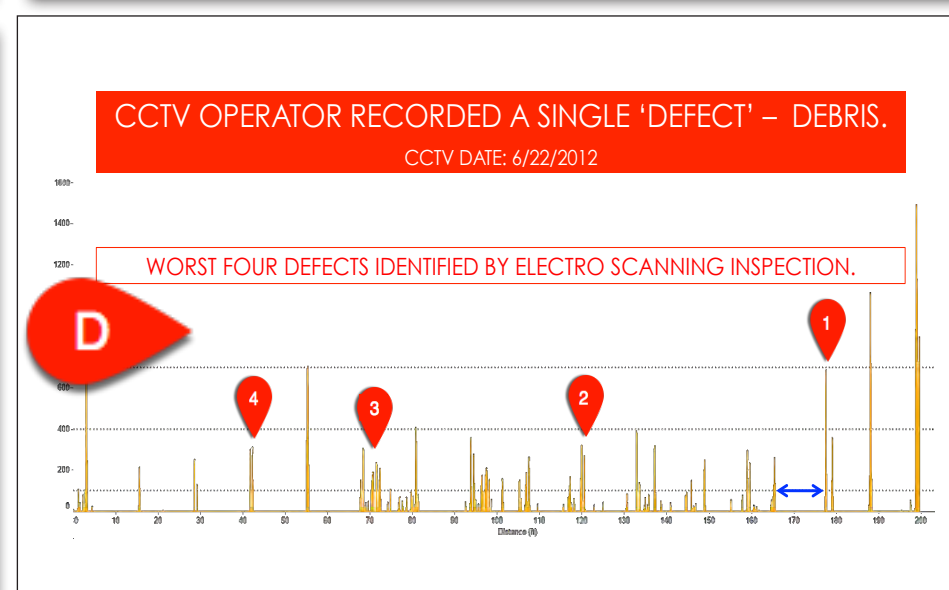 CCTV OPERATOR RECORDED A SINGLE ‘DEFECT’ – DEBRIS.
CCTV DATE: 6/22/2012
1600
1400
1200
WORST FOUR DEFECTS IDENTIFIED BY ELECTRO SCANNING INSPECTION.
D
1
600
4
3
2
400
200
0
0 10 20 30 40 50 60 70 80 90 100 110 120 130 140 150 160 170 180 190 200
Distance (ft)